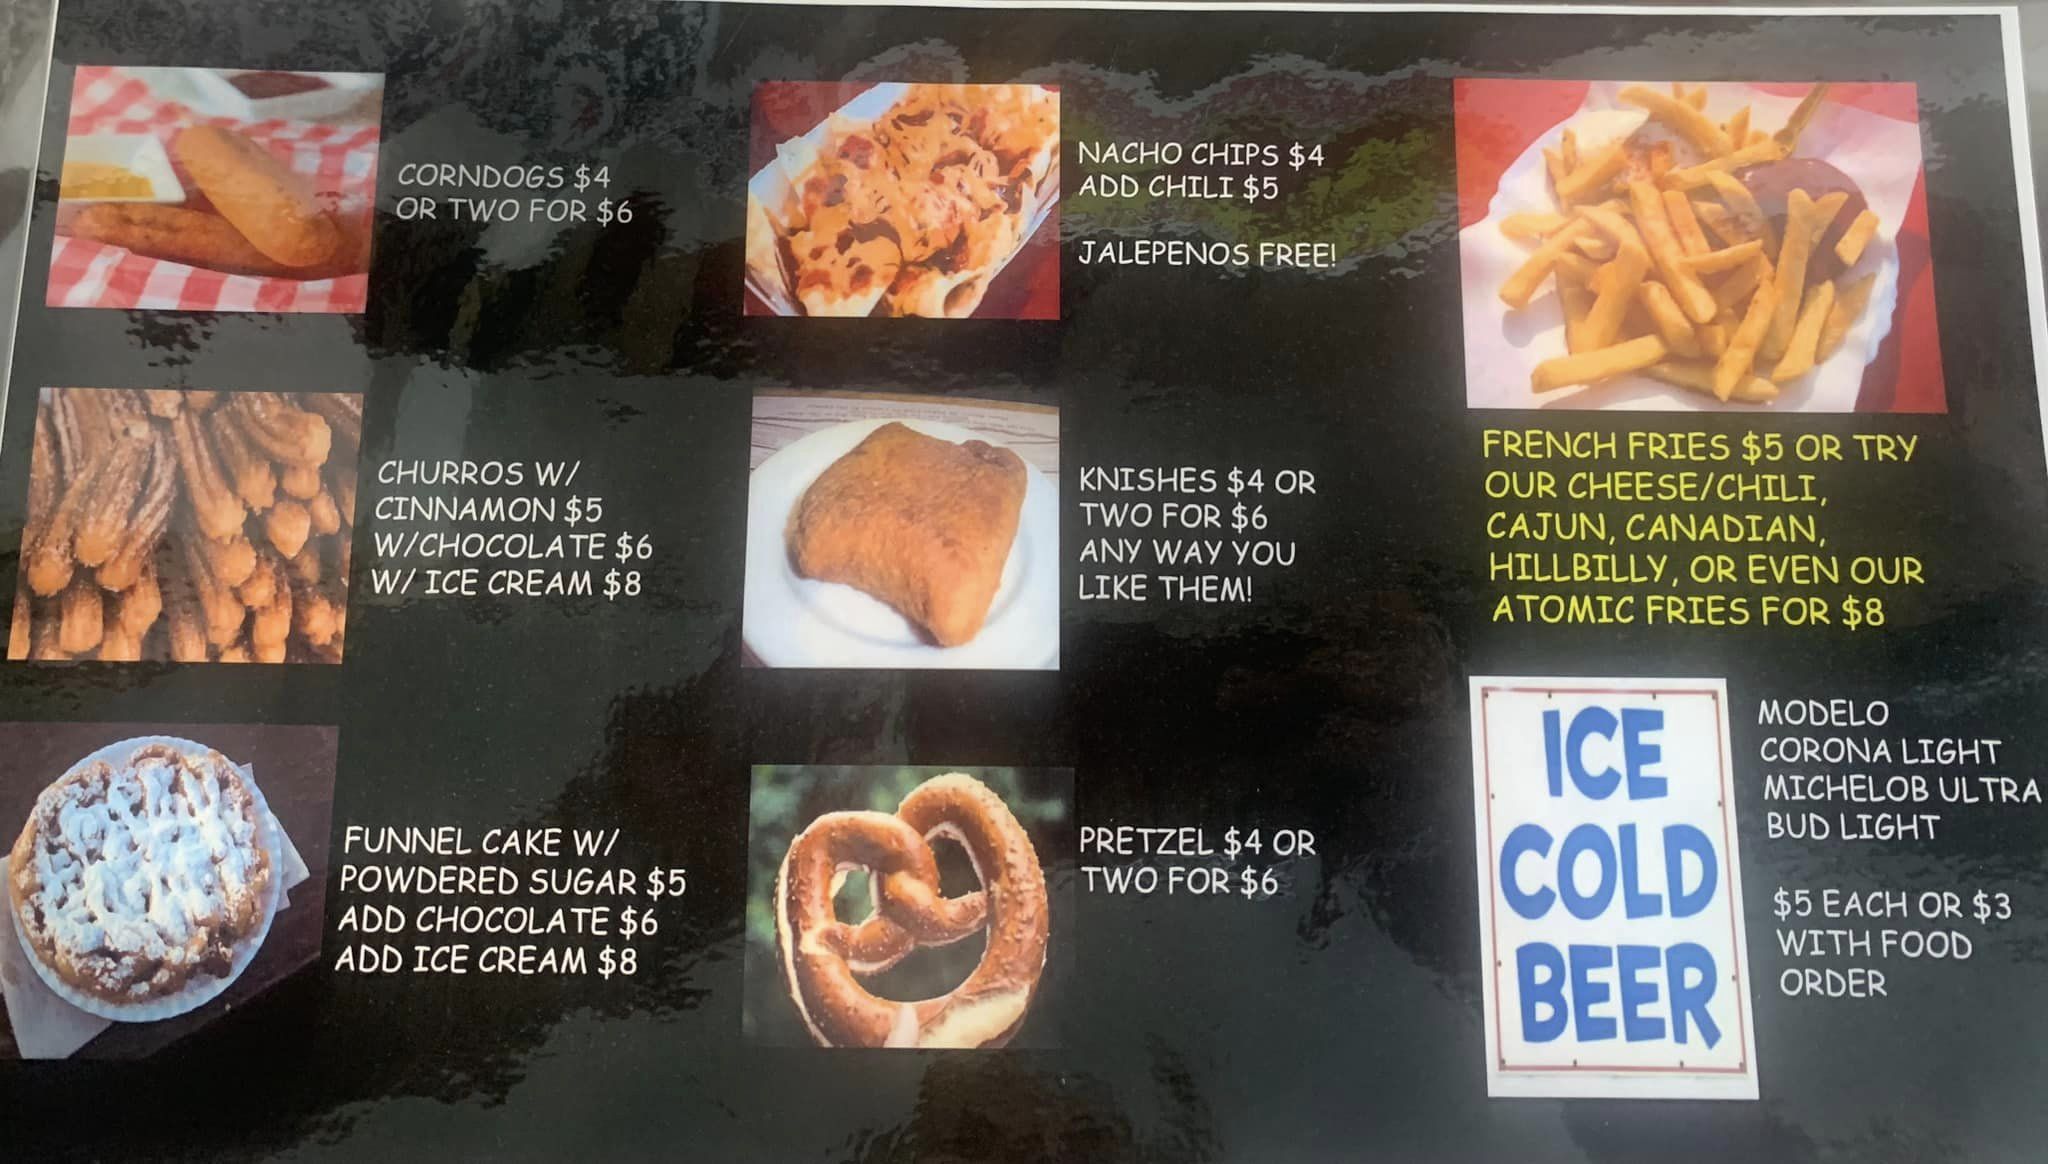 CORNDOGS $4
OR TWO FOR $6
NACHO CHIPS $4
ADD CHILI $5
JALEPENOS FREE!
CHURROS W/
CINNAMON $5
W/CHOCOLATE $6
W/ ICE CREAM $8
KNISHES $4 OR
TWO FOR $6
ANY WAY YOU
LIKE THEM!
FRENCH FRIES $5 OR TRY
OUR CHEESE/CHILI,
CAJUN, CANADIAN,
HILLBILLY, OR EVEN OUR
ATOMIC FRIES FOR $8
FUNNEL CAKE W/
POWDERED SUGAR $5
ADD CHOCOLATE $6
ADD ICE CREAM $8
PRETZEL $4 OR
TWO FOR $6
ICE
COLD
BEER
MODELO
CORONA LIGHT
MICHELOB ULTRA
BUD LIGHT
$5 EACH OR $3
WITH FOOD
ORDER